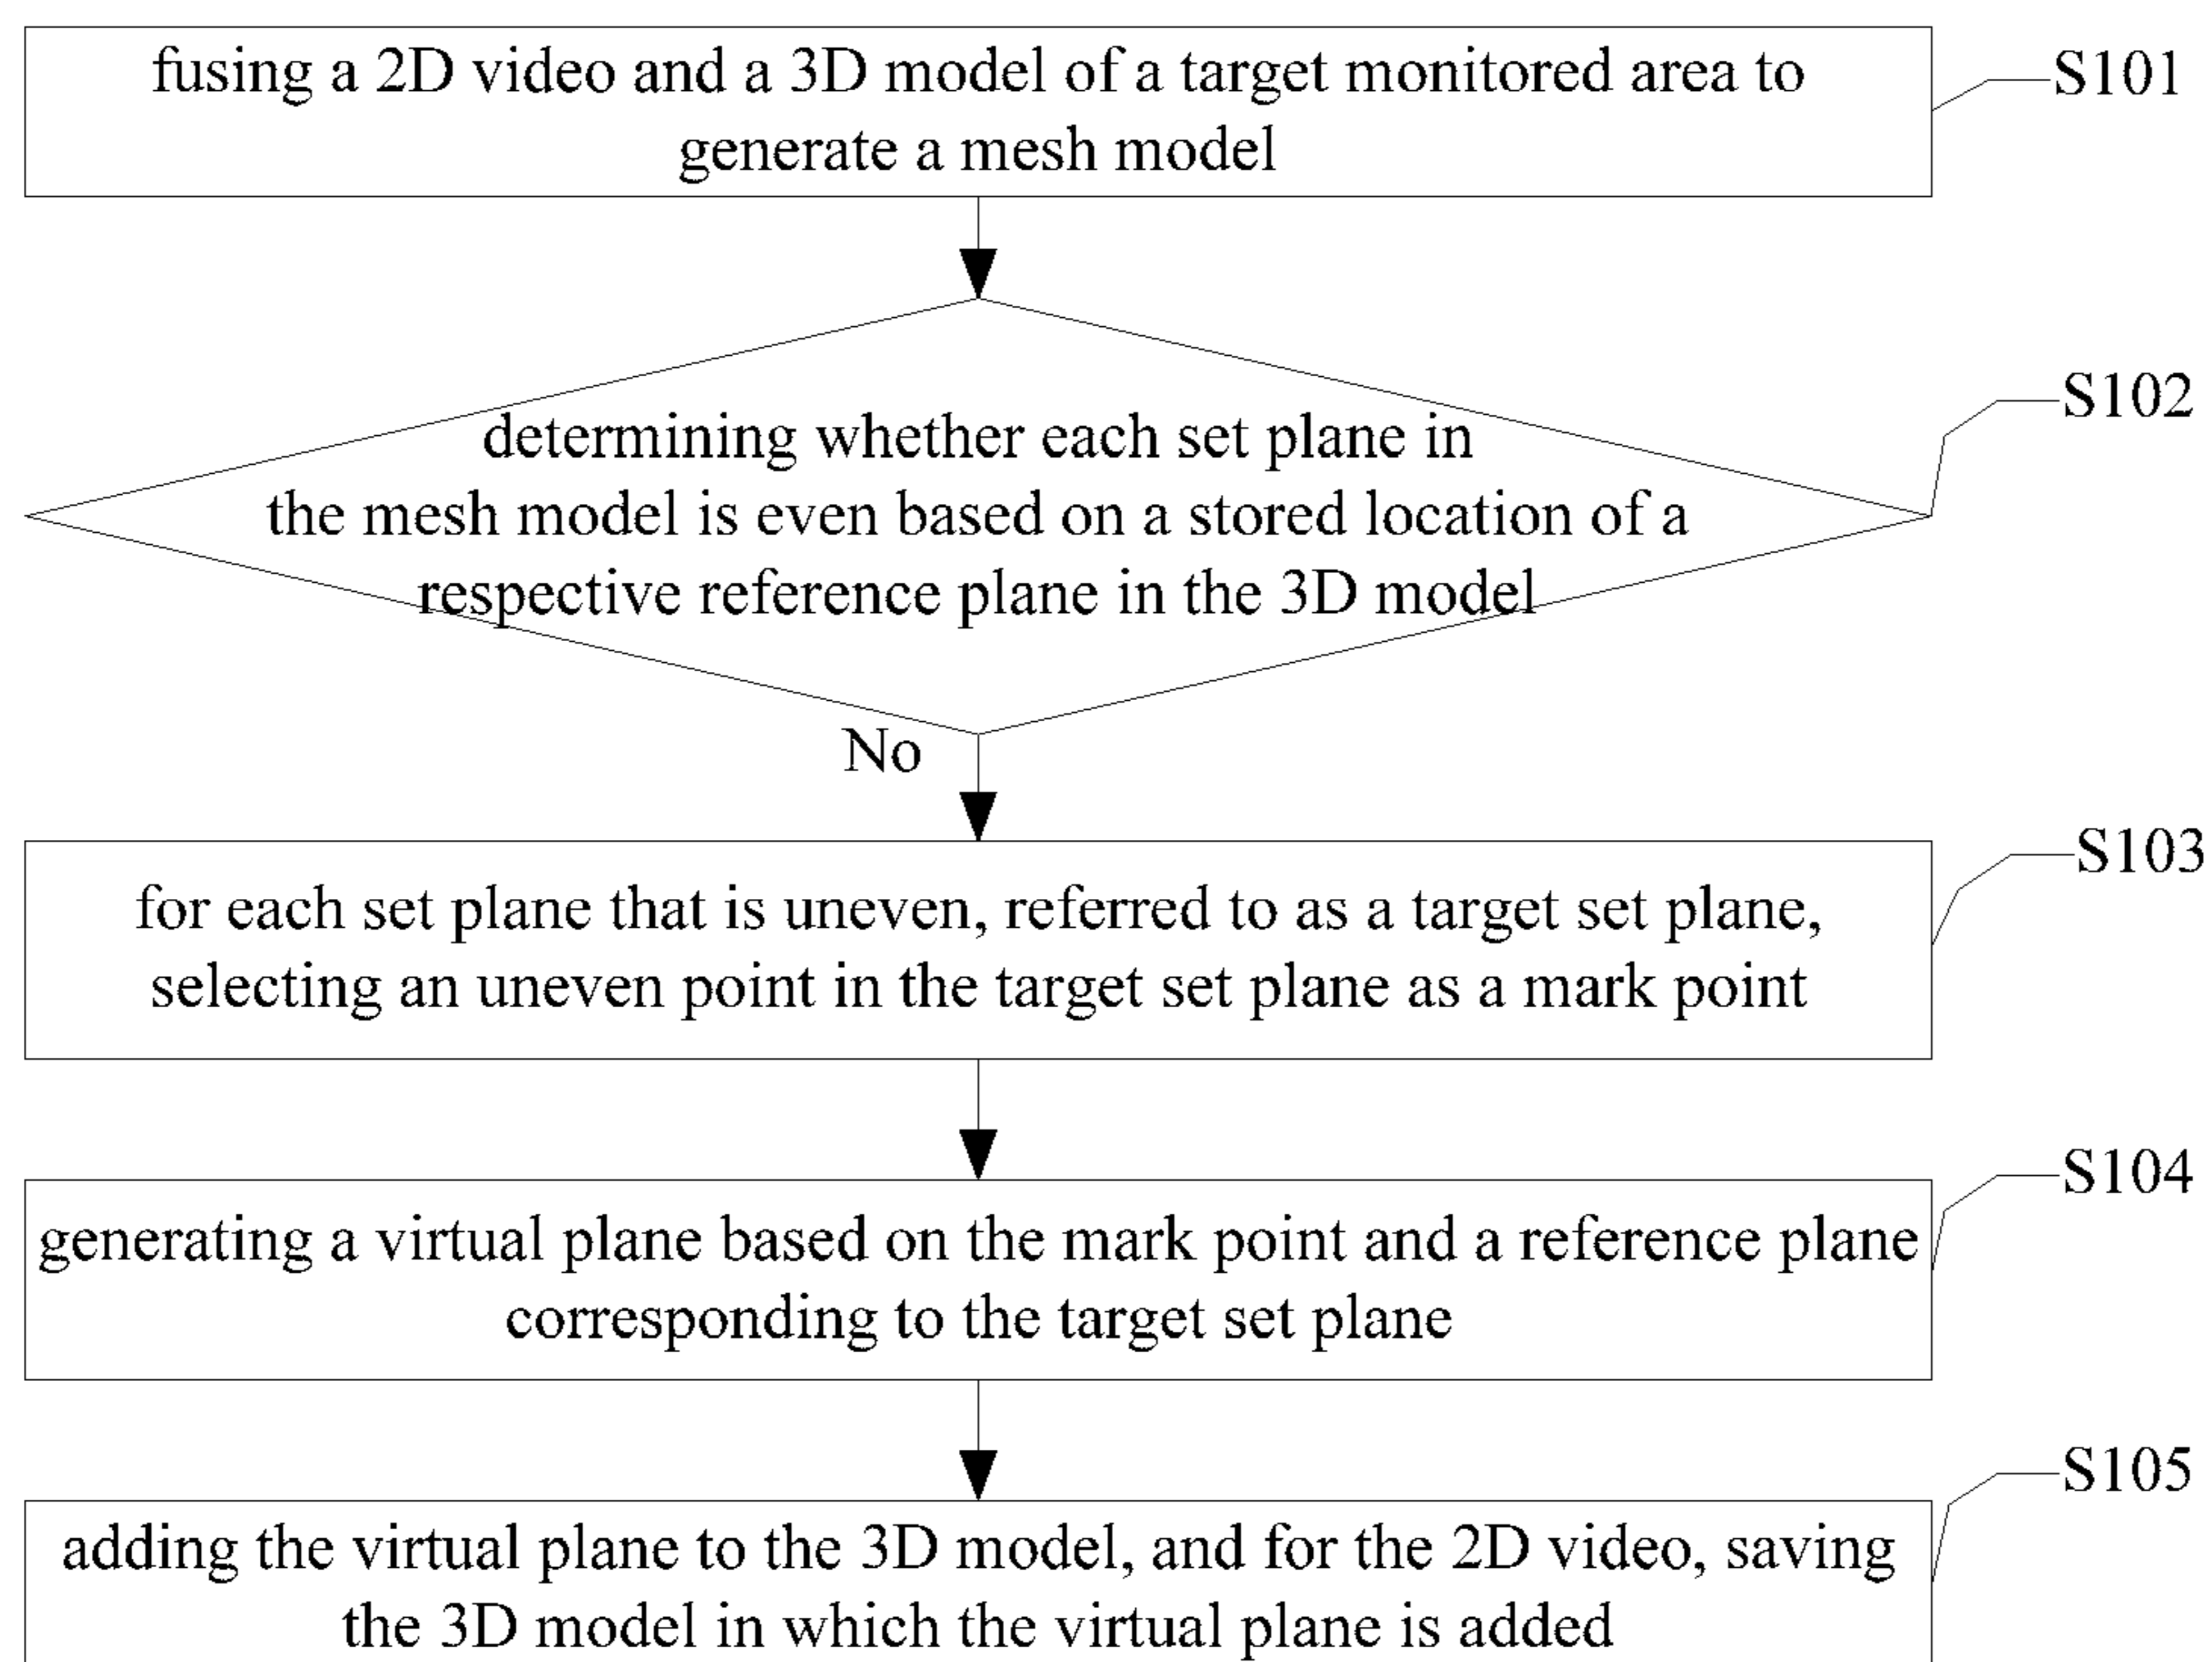 fusing a 2D video and a 3D model of a target monitored area to
generate a mesh model
S101
determining whether each set plane in
the mesh model is even based on a stored location of a
respective reference plane in the 3D model
S102
No
for each set plane that is uneven, referred to as a target set plane,
selecting an uneven point in the target set plane as a mark point
S103
generating a virtual plane based on the mark point and a reference plane
corresponding to the target set plane
S104
adding the virtual plane to the 3D model, and for the 2D video, saving
the 3D model in which the virtual plane is added
S105